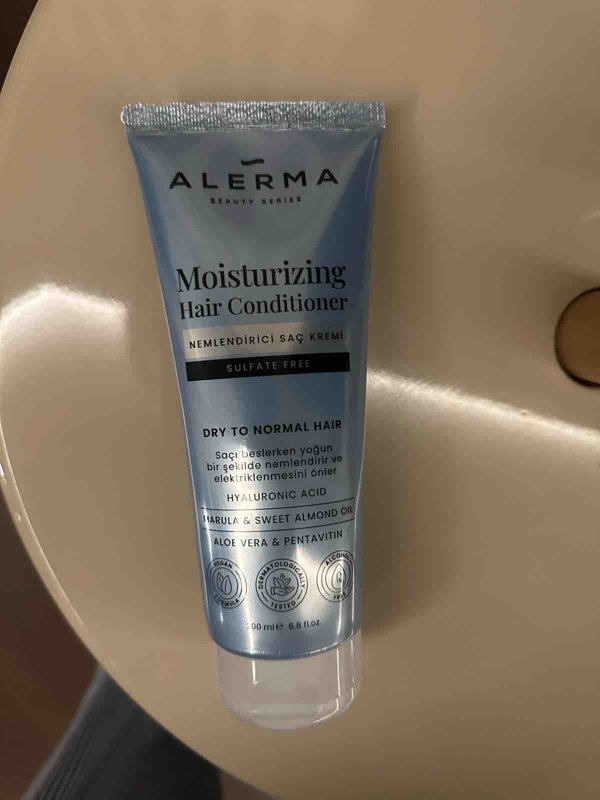 ALERMA
BEAUTY SERIES
Moisturizing
Hair Conditioner
NEMLENDİRİCİ SAÇ KREMİ
SULFATE FREE
DRY TO NORMAL HAIR
Saçı beslerken yoğun
bir şekilde nemlendirir ve
elektriklenmesini önler
HYALURONIC ACID
MARULA & SWEET ALMOND OIL
ALOE VERA & PENTAVITIN
VEGAN FORMULA
DERMATOLOGICALLY TESTED
ALCOHOL FREE
200 ml e 6.8 fl.oz.